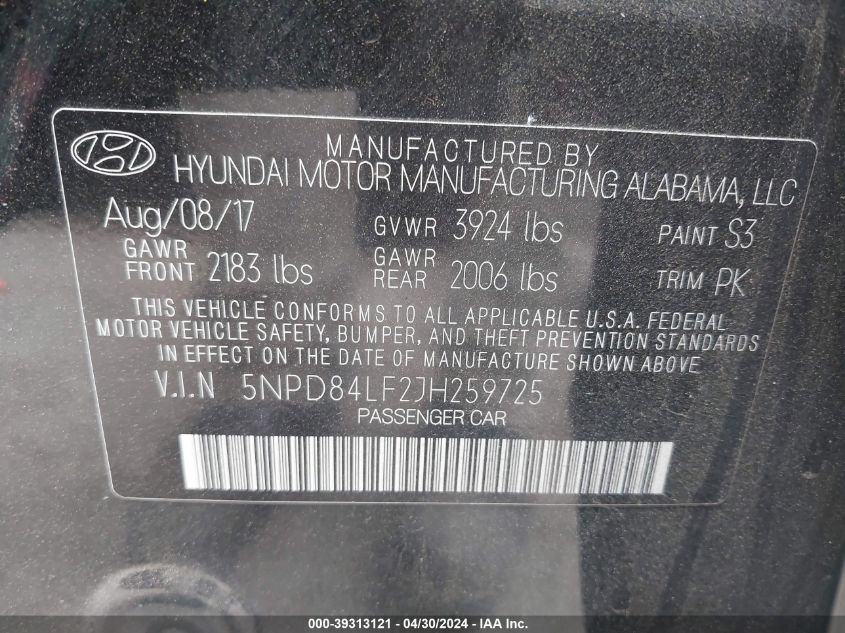 MANUFACTURED BY
HYUNDAI MOTOR MANUFACTURING ALABAMA, LLC
Aug/08/17 GVWR 3924 lbs PAINT S3
GAWR FRONT 2183 lbs GAWR REAR 2006 lbs TRIM PK
THIS VEHICLE CONFORMS TO ALL APPLICABLE U.S.A. FEDERAL
MOTOR VEHICLE SAFETY, BUMPER, AND THEFT PREVENTION STANDARDS
IN EFFECT ON THE DATE OF MANUFACTURE SHOWN ABOVE
V.I.N 5NPD84LF2JH259725
PASSENGER CAR
000-39313121 - 04/30/2024 - IAA Inc.